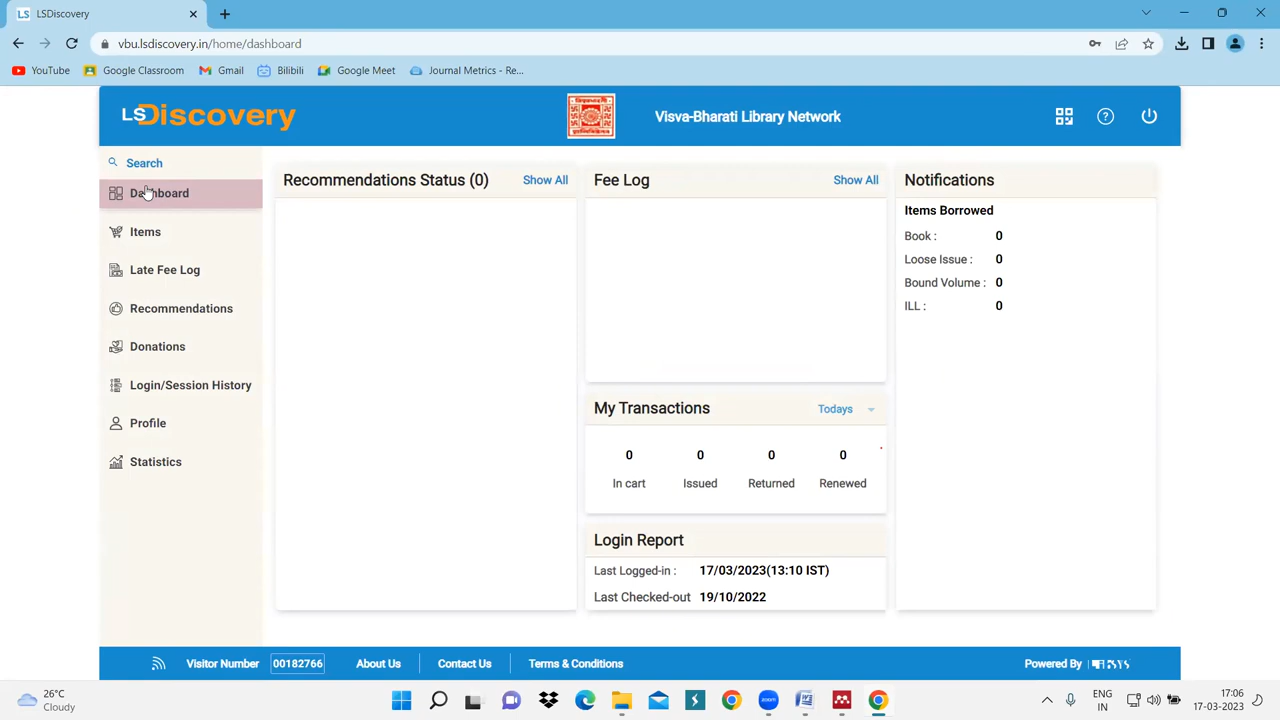 LSDiscovery
vbu.lsdiscovery.in/home/dashboard
YouTube
Google Classroom
Gmail
Bilibili
Google Meet
Journal Metrics - Re...
LSDiscovery
Visva-Bharati Library Network
Search
Dashboard
Items
Late Fee Log
Recommendations
Donations
Login/Session History
Profile
Statistics
Recommendations Status (0)
Show All
Fee Log
Show All
My Transactions
Todays
0 0 0 0
In cart Issued Returned Renewed
Login Report
Last Logged-in : 17/03/2023(13:10 IST)
Last Checked-out 19/10/2022
Notifications
Items Borrowed
Book : 0
Loose Issue : 0
Bound Volume : 0
ILL : 0
Visitor Number 00182766
About Us
Contact Us
Terms & Conditions
Powered By
26°C
Cloudy
zoom
ENG
IN
17:06
17-03-2023